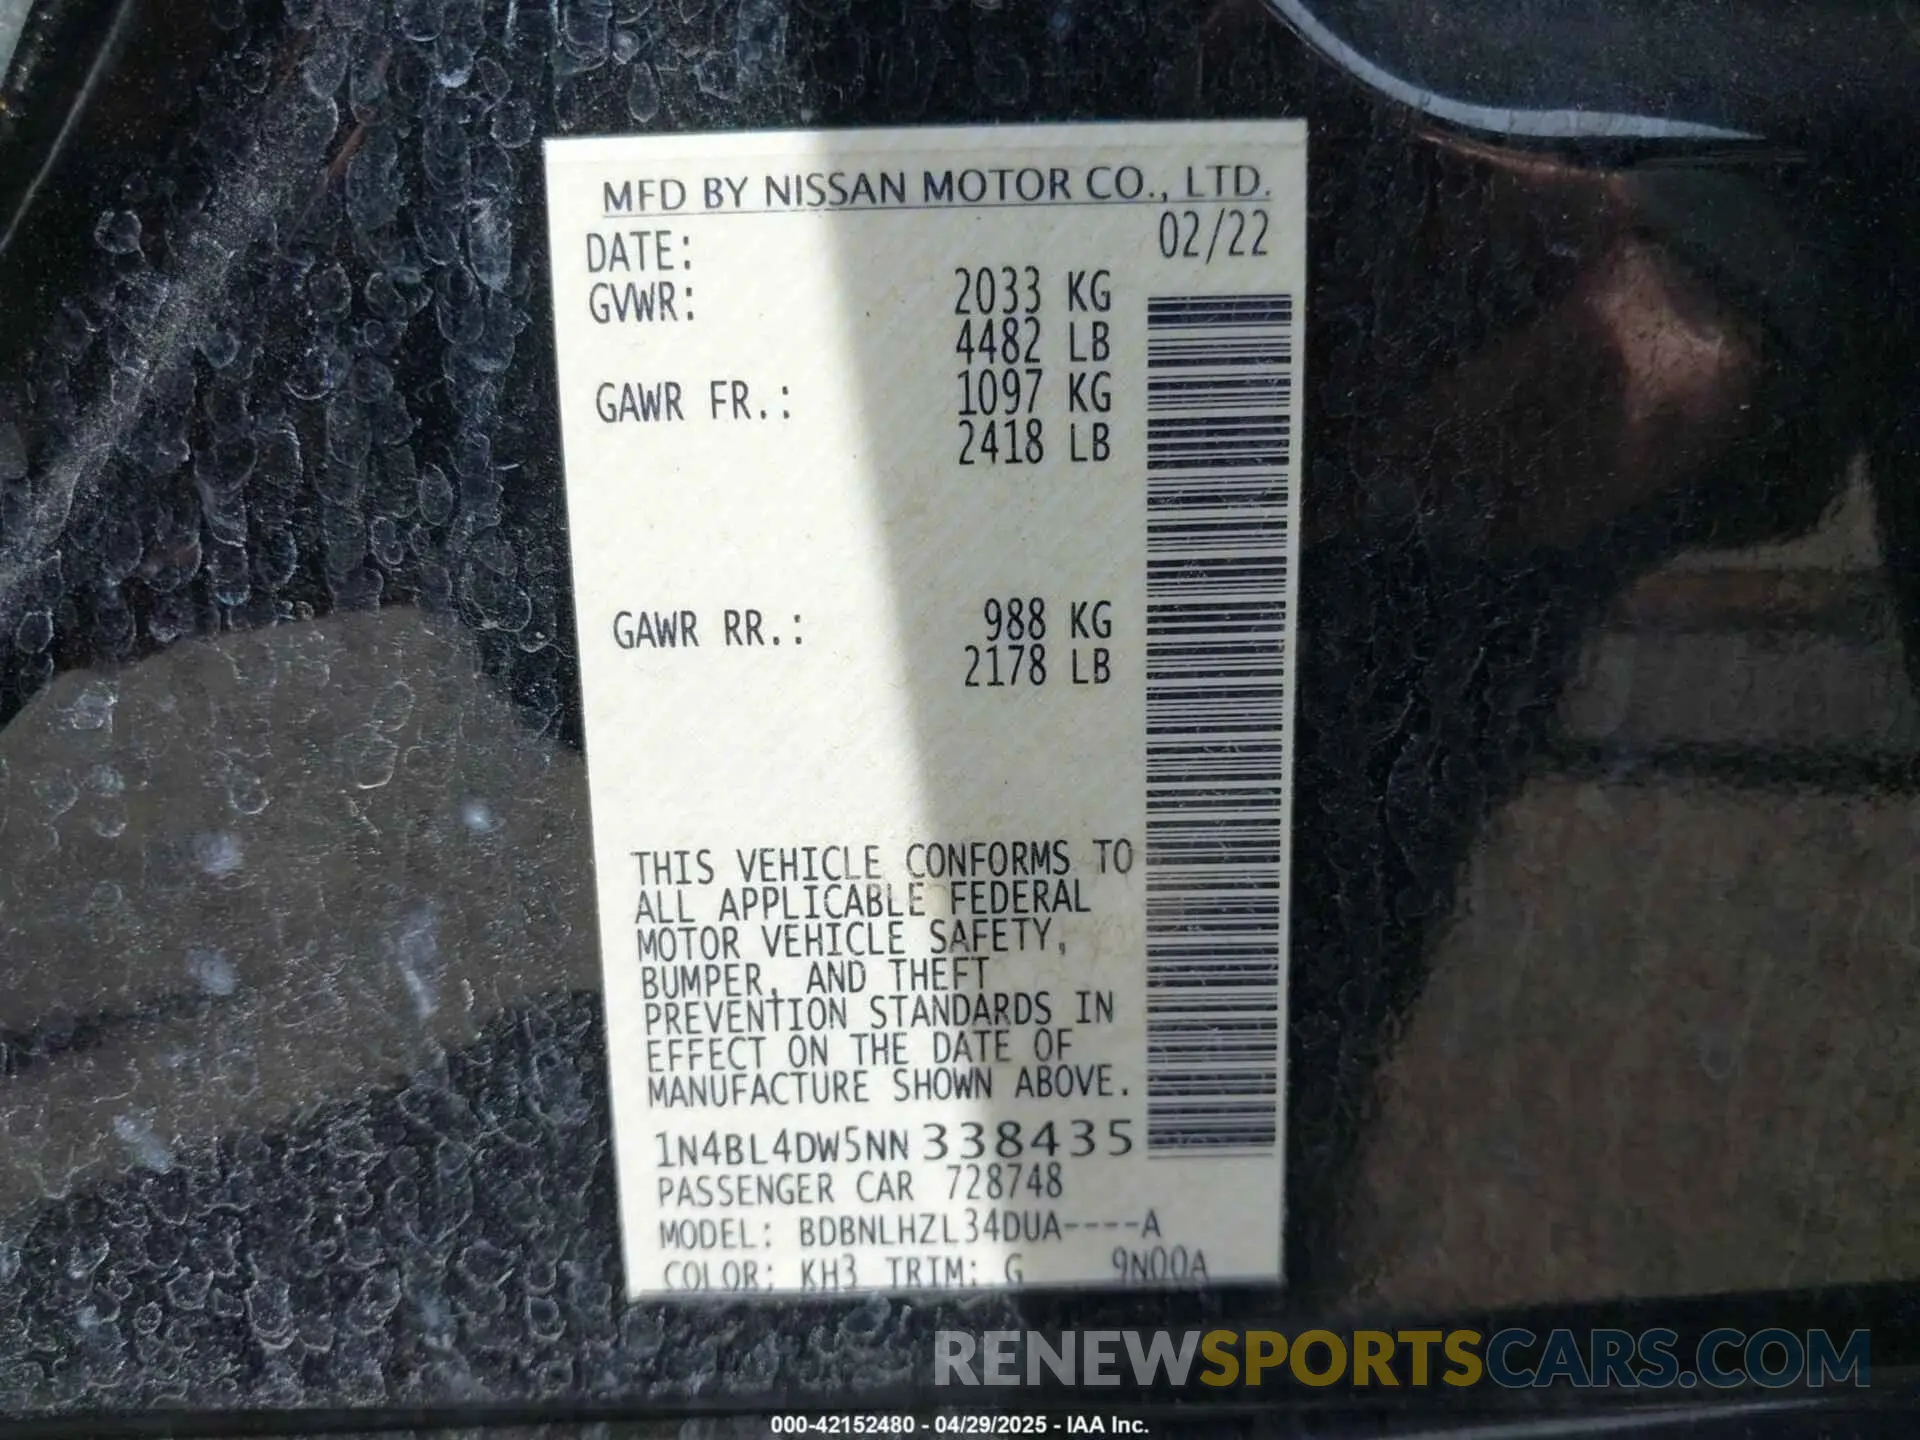 MFD BY NISSAN MOTOR CO., LTD.
DATE: 02/22
GVWR: 2033 KG
4482 LB
GAWR FR.: 1097 KG
2418 LB
GAWR RR.: 988 KG
2178 LB
THIS VEHICLE CONFORMS TO
ALL APPLICABLE FEDERAL
MOTOR VEHICLE SAFETY,
BUMPER, AND THEFT
PREVENTION STANDARDS IN
EFFECT ON THE DATE OF
MANUFACTURE SHOWN ABOVE.
1N4BL4DW5NN338435
PASSENGER CAR 728748
MODEL: BDBNLHZL34DUA----A
COLOR: KH3 TRIM: G 9N00A
RENEWSPORTSCARS.COM
000-42152480 - 04/29/2025 - IAA Inc.